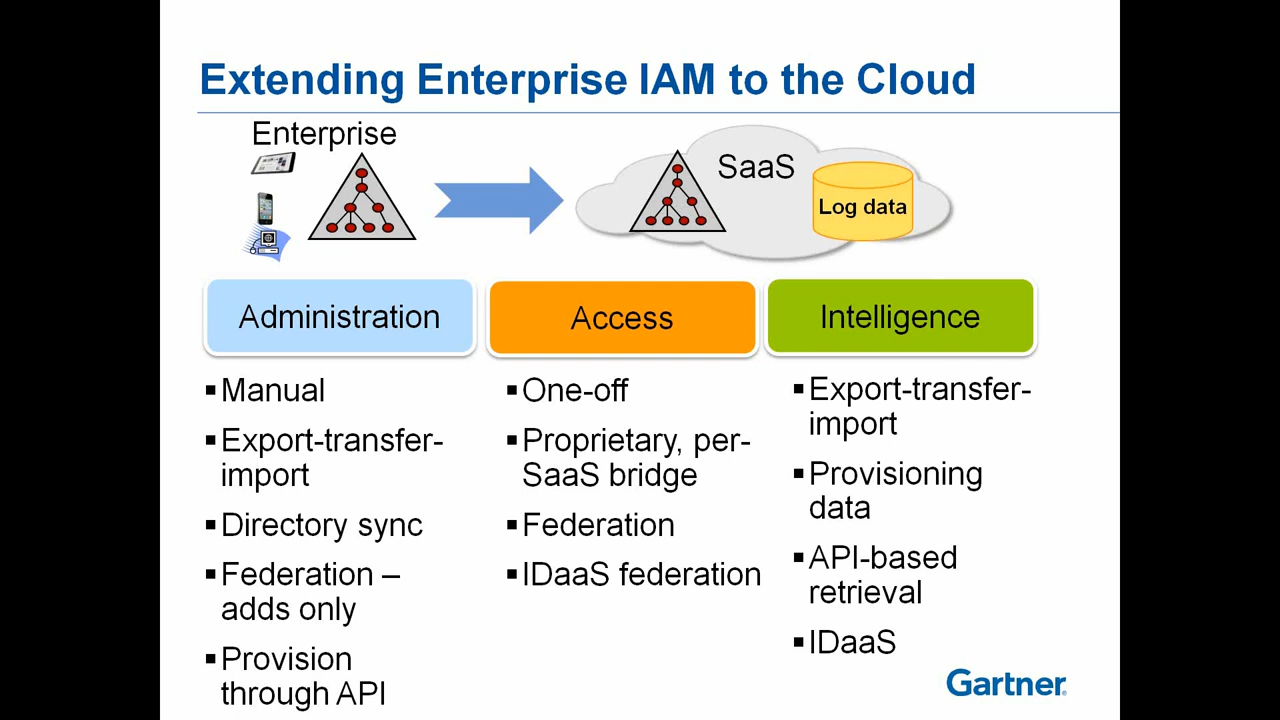 Extending Enterprise IAM to the Cloud
Enterprise
SaaS
Log data
Administration
Access
Intelligence
▪Manual
▪Export-transfer-
import
▪Directory sync
▪Federation –
adds only
▪Provision
through API
▪One-off
▪Proprietary, per-
SaaS bridge
▪Federation
▪IDaaS federation
▪Export-transfer-
import
▪Provisioning
data
▪API-based
retrieval
▪IDaaS
Gartner®